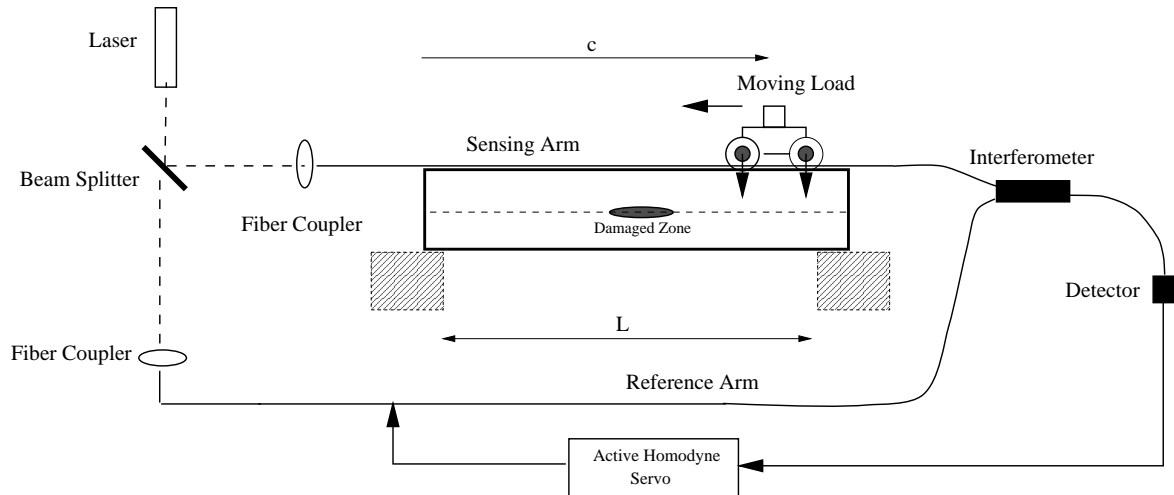 Laser
c
Moving Load
Sensing Arm
Interferometer
Beam Splitter
Fiber Coupler
Damaged Zone
Detector
L
Fiber Coupler
Reference Arm
Active Homodyne
Servo